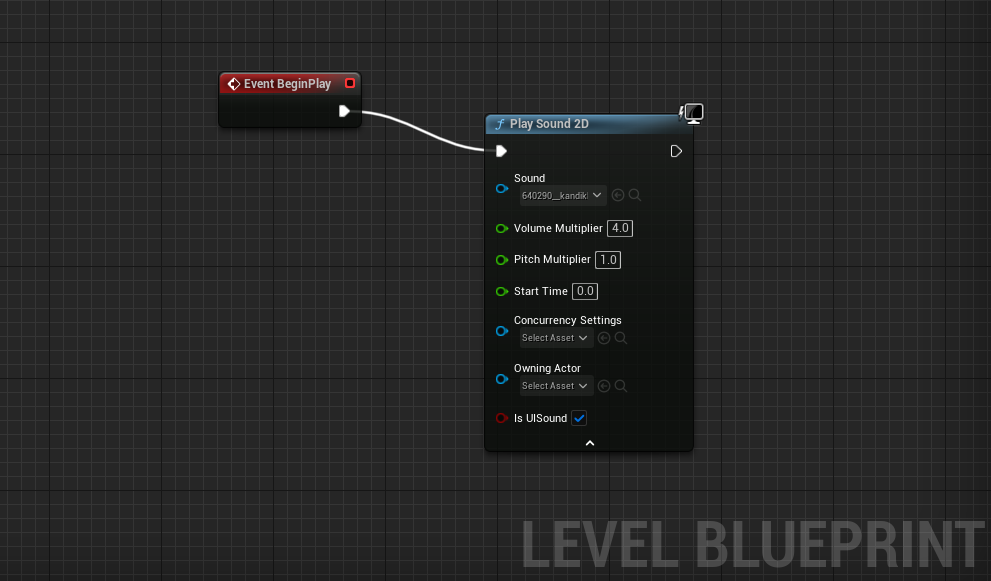 Event BeginPlay
f Play Sound 2D
Sound
640290__kandik
Volume Multiplier 4.0
Pitch Multiplier 1.0
Start Time 0.0
Concurrency Settings
Select Asset
Owning Actor
Select Asset
Is UISound
LEVEL BLUEPRINT